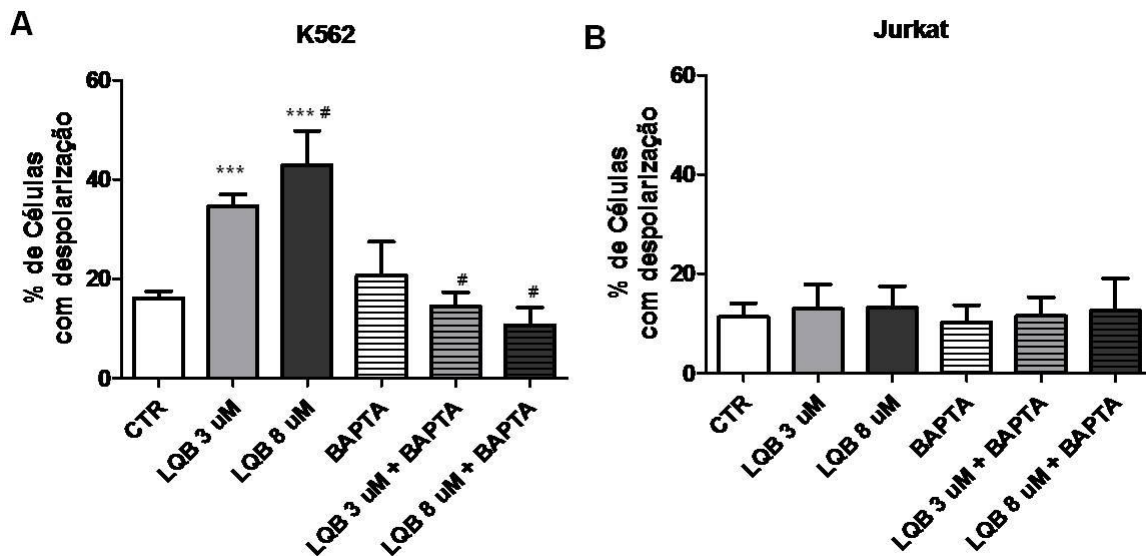 A
K562
% de Células
com despolarização
60
40
20
0
***
*** #
#
#
CTR
LQB 3 uM
LQB 8 uM
BAPTA
LQB 3 uM + BAPTA
LQB 8 uM + BAPTA
B
Jurkat
% de Células
com despolarização
60
40
20
0
CTR
LQB 3 uM
LQB 8 uM
BAPTA
LQB 3 uM + BAPTA
LQB 8 uM + BAPTA